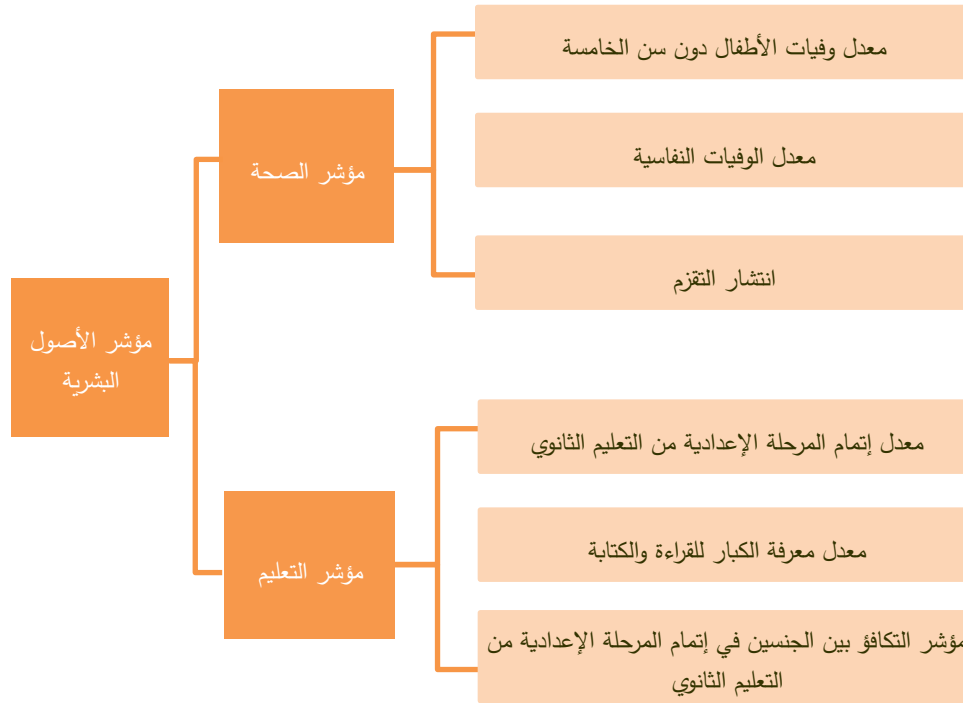 مؤشر الأصول
البشرية
مؤشر الصحة
معدل وفيات الأطفال دون سن الخامسة
معدل الوفيات النفاسية
انتشار التقزم
مؤشر التعليم
معدل إتمام المرحلة الإعدادية من التعليم الثانوي
معدل معرفة الكبار للقراءة والكتابة
مؤشر التكافؤ بين الجنسين في إتمام المرحلة الإعدادية من
التعليم الثانوي